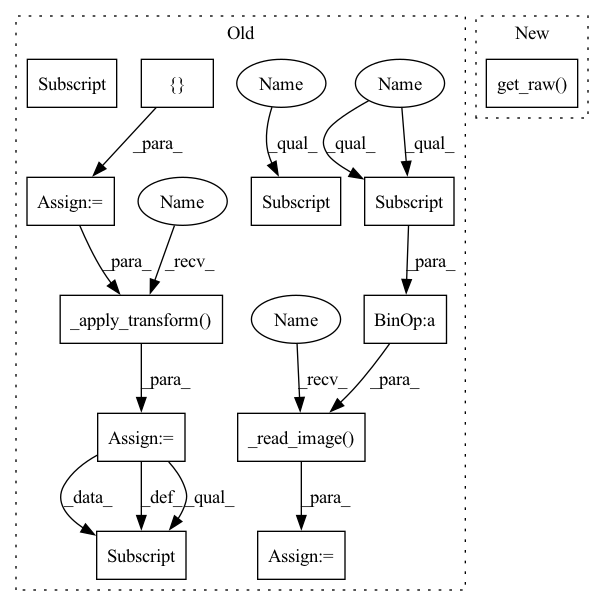 Old
New
Subscript
{}
Name
Name
get_raw()
_para_
_qual_
_qual_
_qual_
Assign:=
Name
Subscript
Subscript
_para_
_recv_
_para_
_apply_transform()
Name
BinOp:a
_para_
_recv_
_para_
Assign:=
_read_image()
_data_
_def_
_qual_
_para_
Subscript
Assign:=